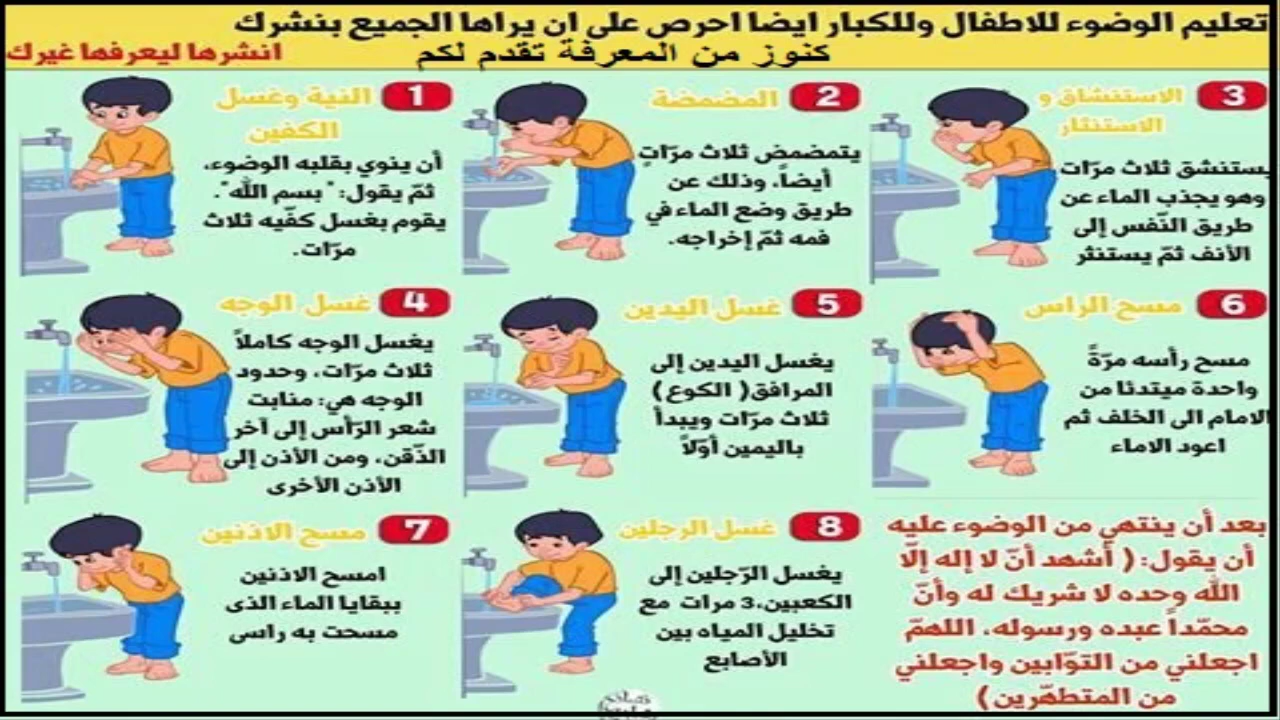 تعليم الوضوء للاطفال وللكبار ايضا احرص على ان يراها الجميع بنشرك
كنوز من المعرفة تقدم لكم
انشرها ليعرفها غيرك
1 النية وغسل
الكفين
أن ينوي بقلبه الوضوء،
ثمّ يقول: "بسم الله".
يقوم بغسل كفّيه ثلاث
مرّات.
2 المضمضة
يتمضمض ثلاث مرّاتٍ
أيضاً، وذلك عن
طريق وضع الماء في
فمه ثمّ إخراجه.
3 الاستنشاق و
الاستنثار
يستنشق ثلاث مرّات
وهو يجذب الماء عن
طريق النّفس إلى
الأنف ثمّ يستنثر
4 غسل الوجه
يغسل الوجه كاملاً
ثلاث مرّات، وحدود
الوجه هي: منابت
شعر الرّأس إلى آخر
الذّقن، ومن الأذن إلى
الأذن الأخرى
5 غسل اليدين
يغسل اليدين إلى
المرافق( الكوع )
ثلاث مرّات ويبدأ
باليمين أوّلاً
6 مسح الراس
مسح رأسه مرّةً
واحدة مبتدئا من
الامام الى الخلف ثم
اعود الاماء
7 مسح الاذنين
امسح الاذنين
ببقايا الماء الذى
مسحت به راسى
8 غسل الرجلين
يغسل الرّجلين إلى
الكعبين،3 مرات مع
تخليل المياه بين
الأصابع
بعد أن ينتهي من الوضوء عليه
أن يقول: ( أشهد أنّ لا إله إلّا
الله وحده لا شريك له وأنّ
محمّداً عبده ورسوله، اللهمّ
اجعلني من التوّابين واجعلني
من المتطهّرين)